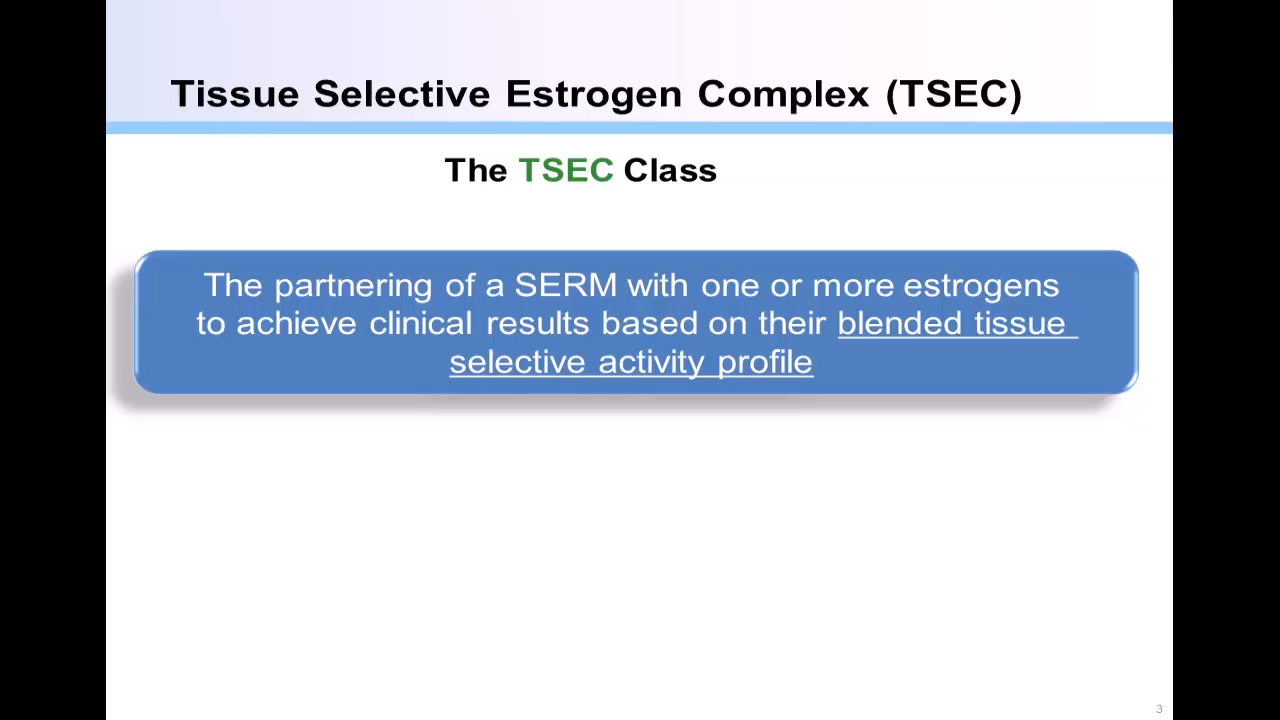 Tissue Selective Estrogen Complex (TSEC)
The TSEC Class
The partnering of a SERM with one or more estrogens
to achieve clinical results based on their blended tissue
selective activity profile
3